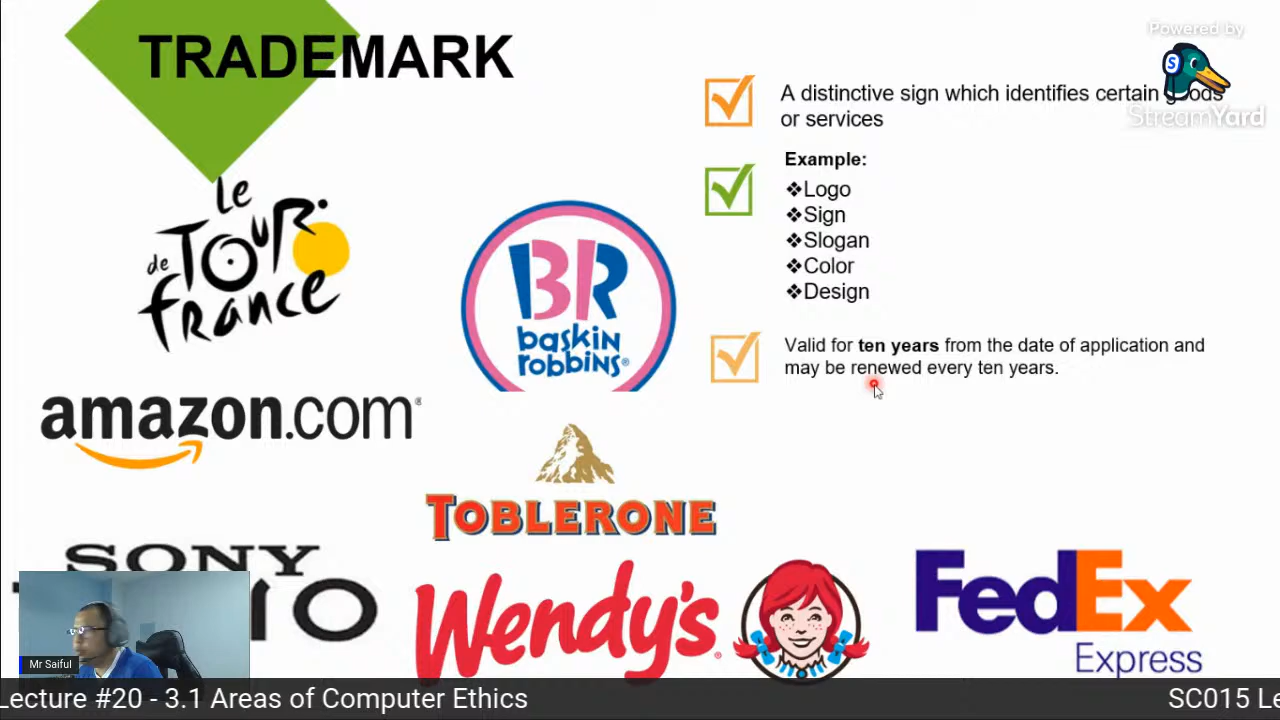 TRADEMARK
Powered by
StreamYard
A distinctive sign which identifies certain goods
or services
Example:
❖Logo
❖Sign
❖Slogan
❖Color
❖Design
Valid for ten years from the date of application and
may be renewed every ten years.
Le
TOUR
de
france
BR
baskin
robbins®
amazon.com®
TOBLERONE
SONY
Wendy's®
FedEx
Express
Mr Saiful
Lecture #20 - 3.1 Areas of Computer Ethics
SC015 Le